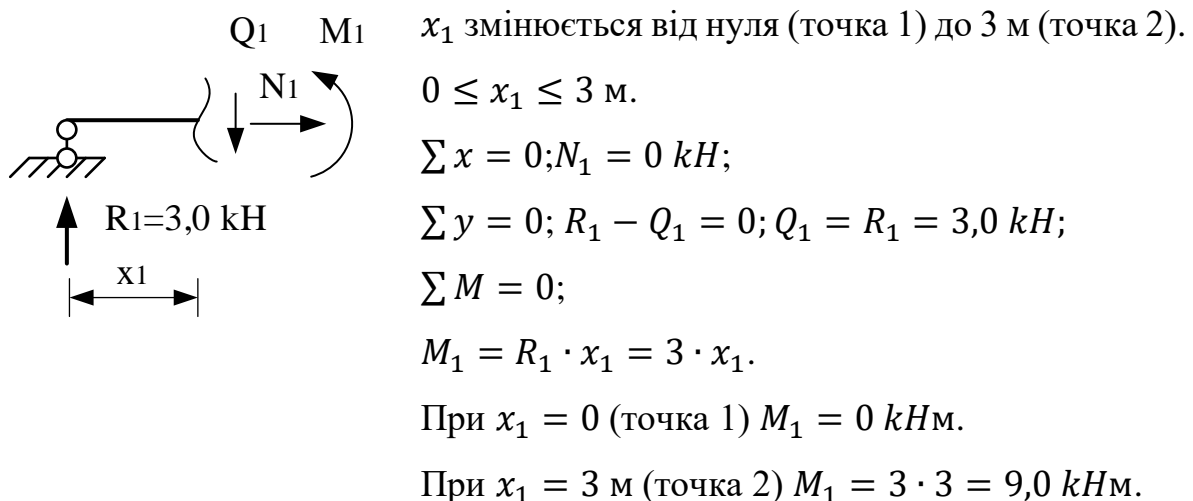 Q1 M1
N1
R1=3,0 kH
x1
x₁ змінюється від нуля (точка 1) до 3 м (точка 2).
0 ≤ x₁ ≤ 3 м.
∑ x = 0; N₁ = 0 kH;
∑ y = 0; R₁ − Q₁ = 0; Q₁ = R₁ = 3,0 kH;
∑ M = 0;
M₁ = R₁ · x₁ = 3 · x₁.
При x₁ = 0 (точка 1) M₁ = 0 kHм.
При x₁ = 3 м (точка 2) M₁ = 3 · 3 = 9,0 kHм.